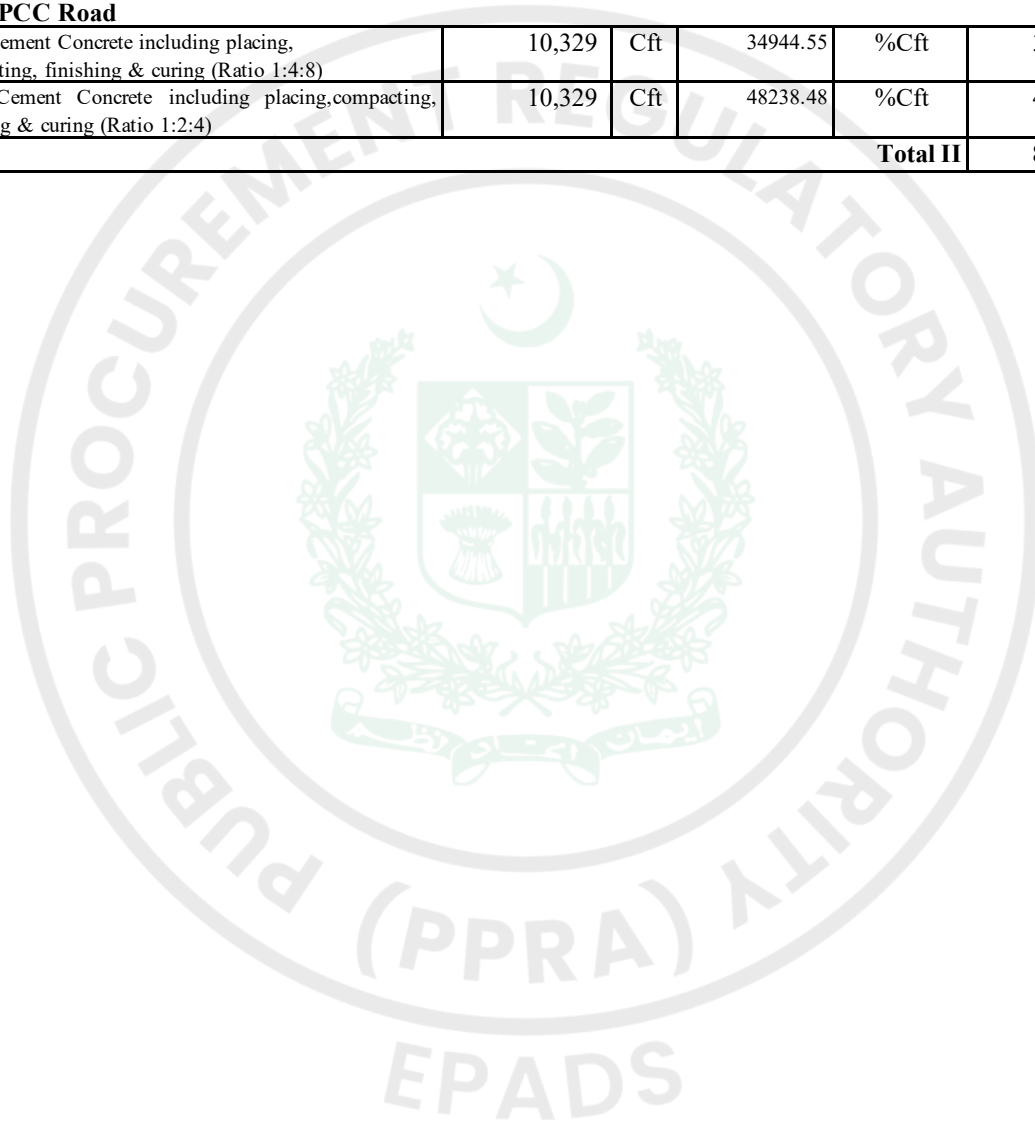 PCC Road
ement Concrete including placing, 10,329 Cft 34944.55 %Cft
ting, finishing & curing (Ratio 1:4:8)
Cement Concrete including placing,compacting, 10,329 Cft 48238.48 %Cft
g & curing (Ratio 1:2:4)
Total II
PUBLIC PROCUREMENT REGULATORY AUTHORITY
(PPRA)
EPADS